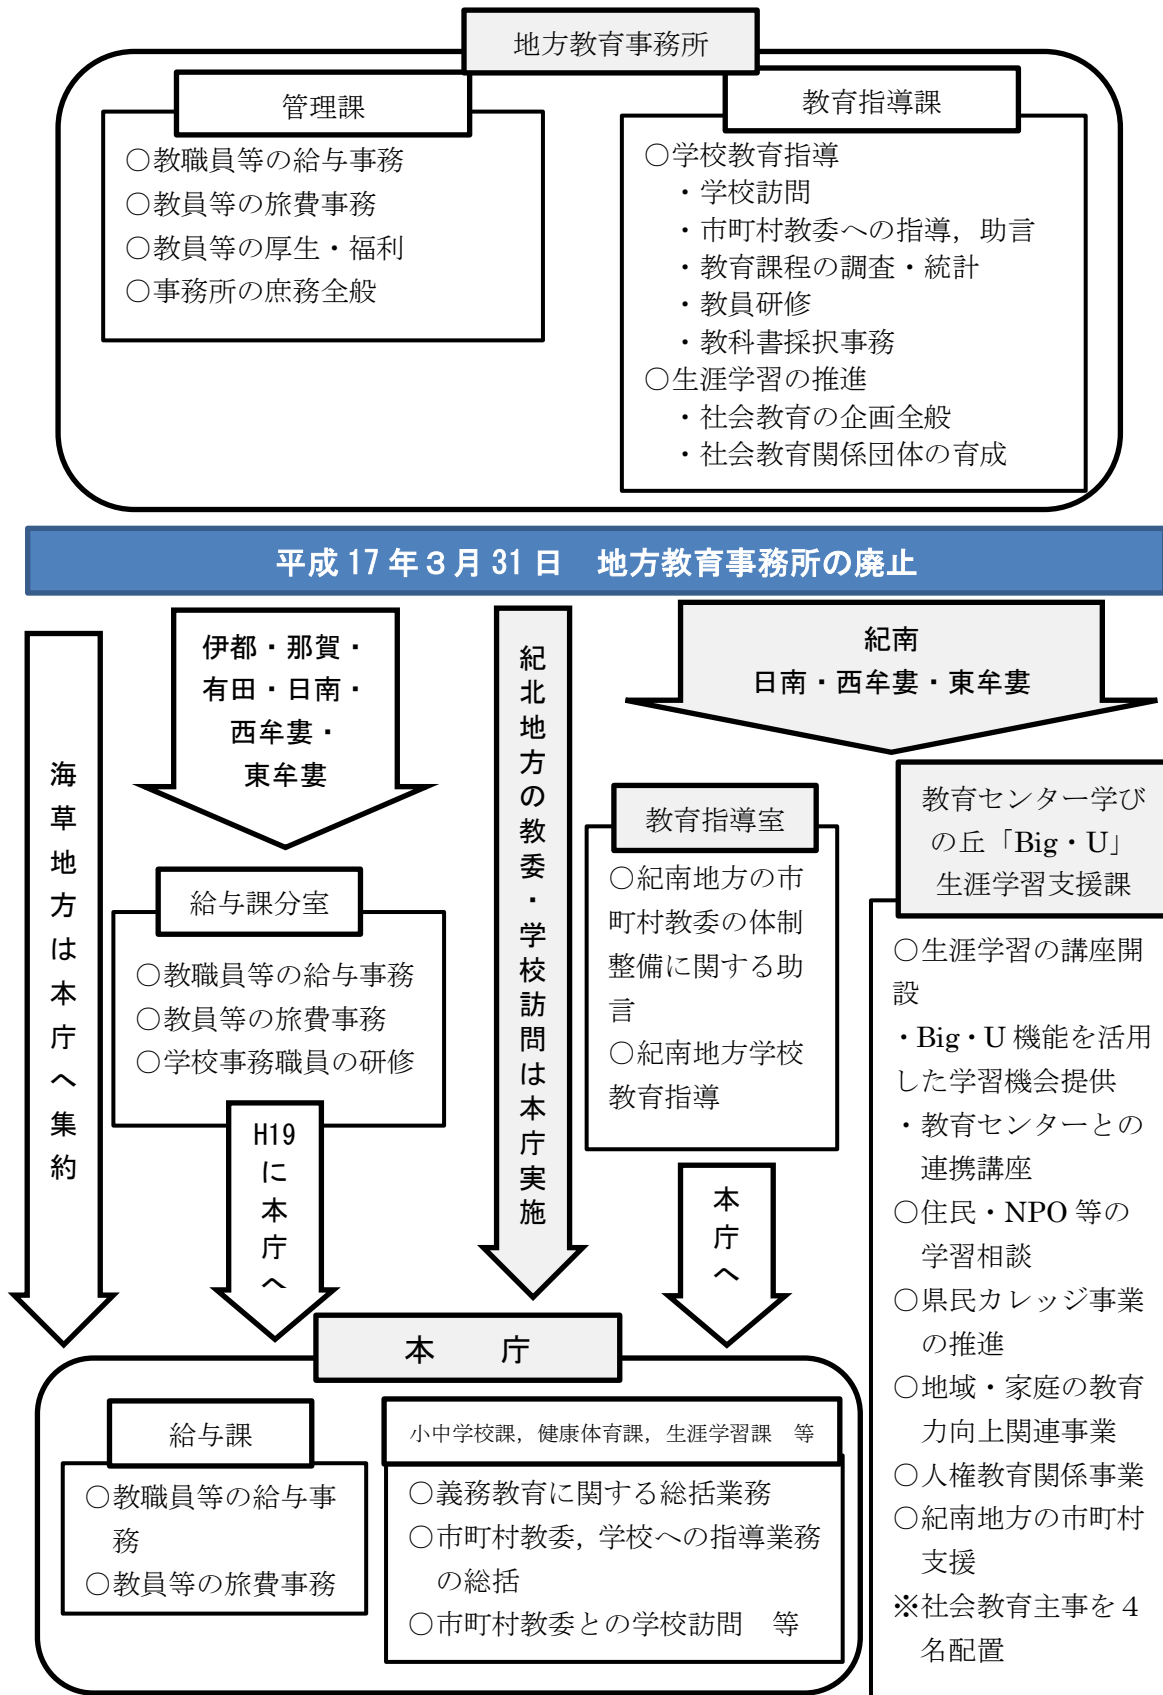 地方教育事務所
管理課
○教職員等の給与事務
○教員等の旅費事務
○教員等の厚生・福利
○事務所の庶務全般
教育指導課
○学校教育指導
・学校訪問
・市町村教委への指導，助言
・教育課程の調査・統計
・教員研修
・教科書採択事務
○生涯学習の推進
・社会教育の企画全般
・社会教育関係団体の育成
平成 17 年３月 31 日　地方教育事務所の廃止
海草地方は本庁へ集約
伊都・那賀・
有田・日南・
西牟婁・
東牟婁
給与課分室
○教職員等の給与事務
○教員等の旅費事務
○学校事務職員の研修
H19
に
本
庁
へ
紀北地方の教委・学校訪問は本庁実施
紀南
日南・西牟婁・東牟婁
教育指導室
○紀南地方の市
町村教委の体制
整備に関する助
言
○紀南地方学校
教育指導
本
庁
へ
教育センター学び
の丘「Big・U」
生涯学習支援課
○生涯学習の講座開
設
・Big・U 機能を活用
した学習機会提供
・教育センターとの
連携講座
○住民・NPO 等の
学習相談
○県民カレッジ事業
の推進
○地域・家庭の教育
力向上関連事業
○人権教育関係事業
○紀南地方の市町村
支援
※社会教育主事を４
名配置
本　庁
給与課
○教職員等の給与事
務
○教員等の旅費事務
小中学校課，健康体育課，生涯学習課　等
○義務教育に関する総括業務
○市町村教委，学校への指導業務
の総括
○市町村教委との学校訪問　等